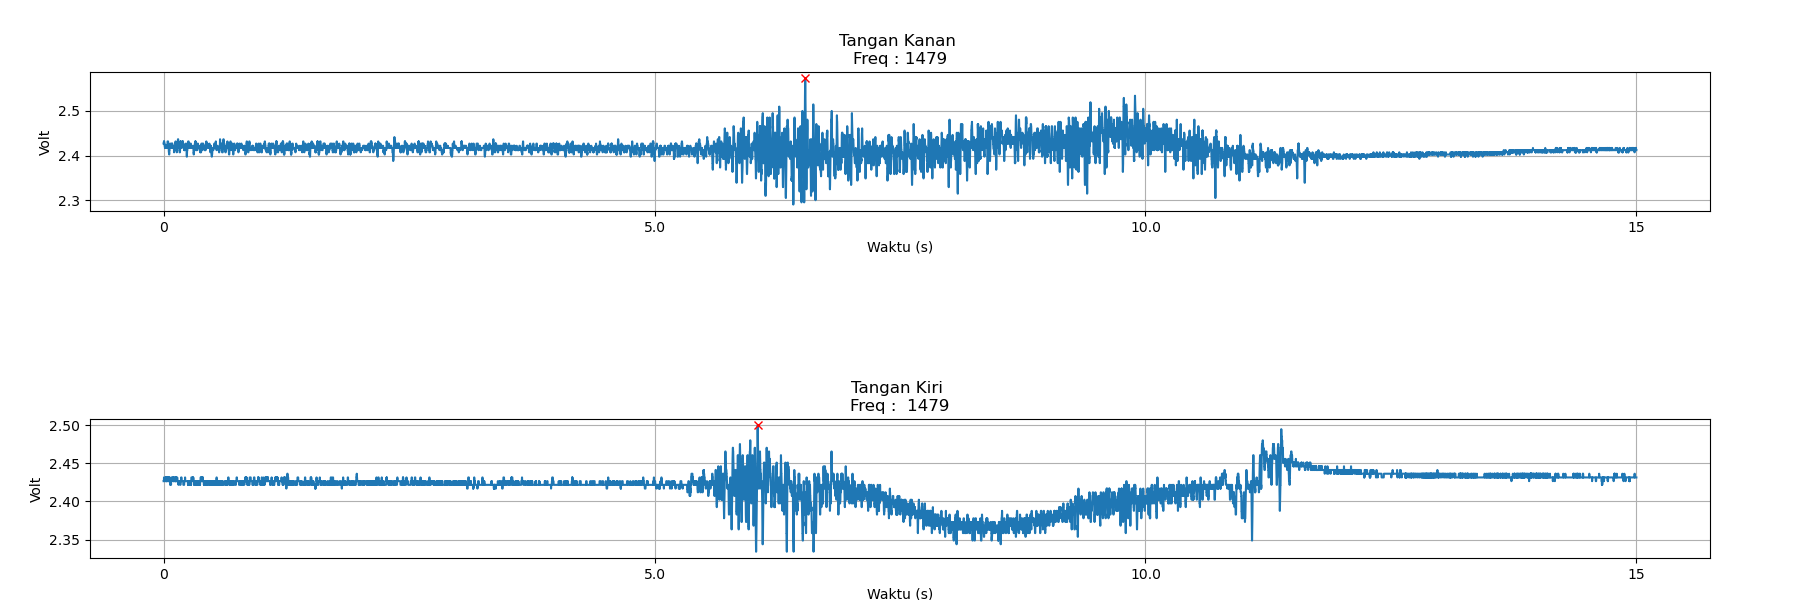 Tangan Kanan
Freq : 1479
Volt
2.5
2.4
2.3
0 5.0 10.0 15
Waktu (s)
Tangan Kiri
Freq :  1479
Volt
2.50
2.45
2.40
2.35
0 5.0 10.0 15
Waktu (s)